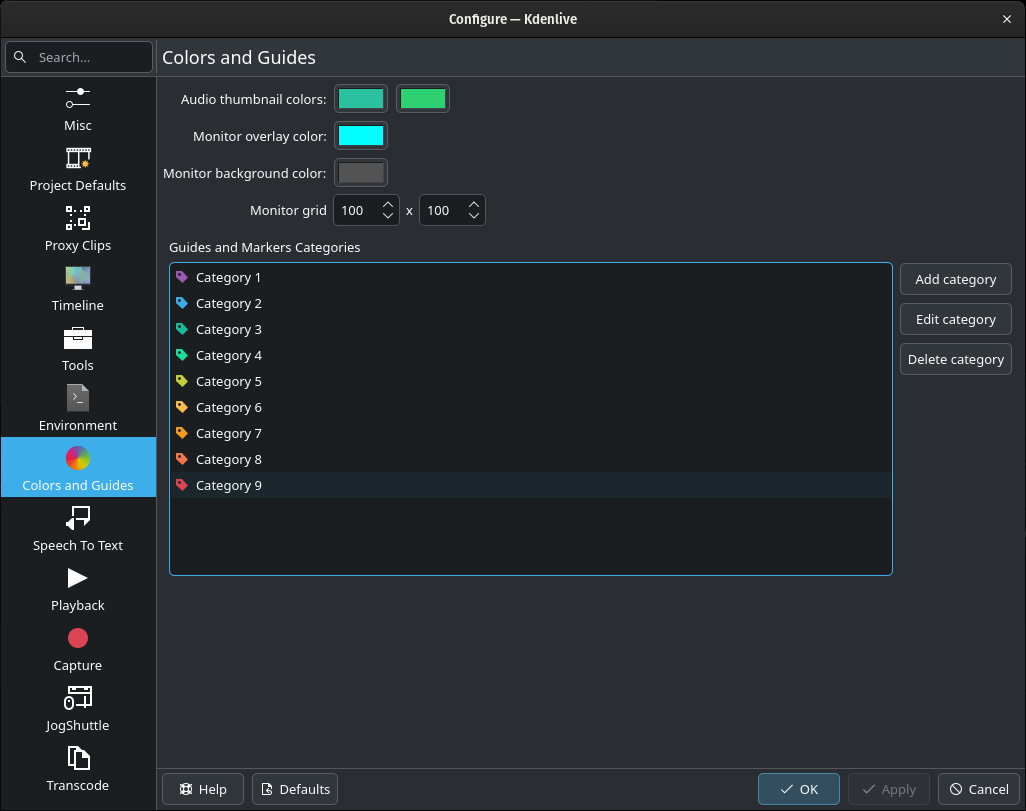 Configure — Kdenlive
Search...
Colors and Guides
Misc
Project Defaults
Proxy Clips
Timeline
Tools
Environment
Colors and Guides
Speech To Text
Playback
Capture
JogShuttle
Transcode
Audio thumbnail colors:
Monitor overlay color:
Monitor background color:
Monitor grid 100 x 100
Guides and Markers Categories
Category 1
Category 2
Category 3
Category 4
Category 5
Category 6
Category 7
Category 8
Category 9
Add category
Edit category
Delete category
Help Defaults OK Apply Cancel